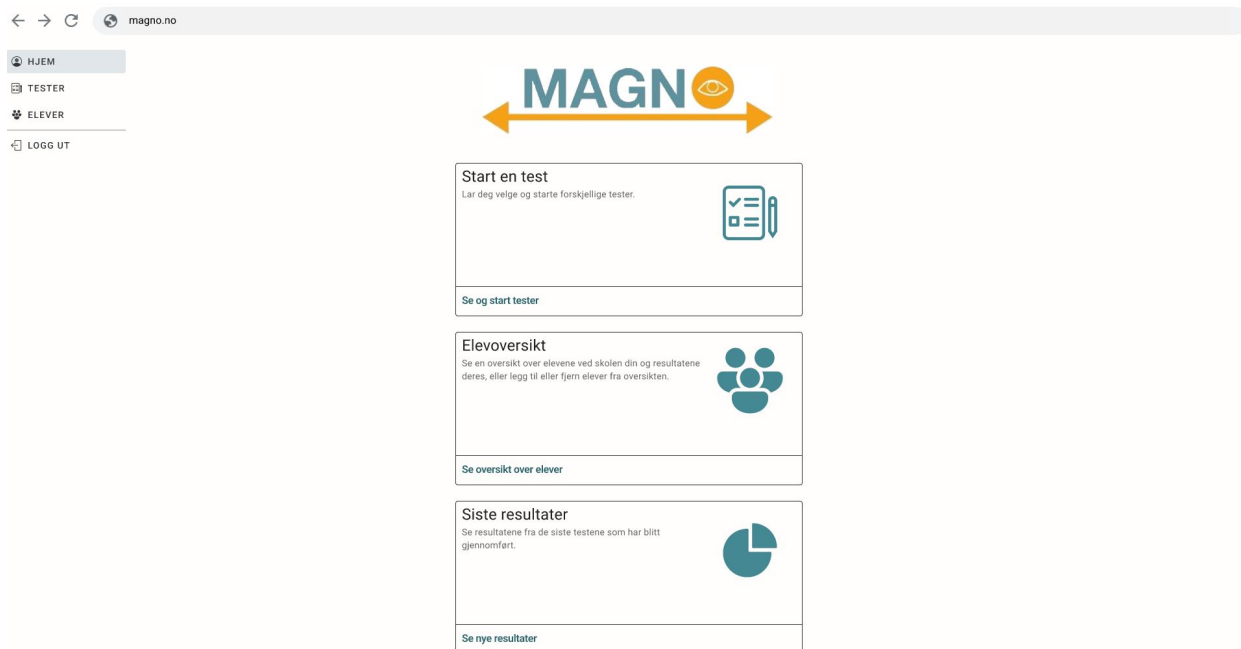 magno.no
HJEM
TESTER
ELEVER
LOGG UT
MAGNO
Start en test
Lar deg velge og starte forskjellige tester.
Se og start tester
Elevoversikt
Se en oversikt over elevene ved skolen din og resultatene
deres, eller legg til eller fjern elever fra oversikten.
Se oversikt over elever
Siste resultater
Se resultatene fra de siste testene som har blitt
gjennomført.
Se nye resultater